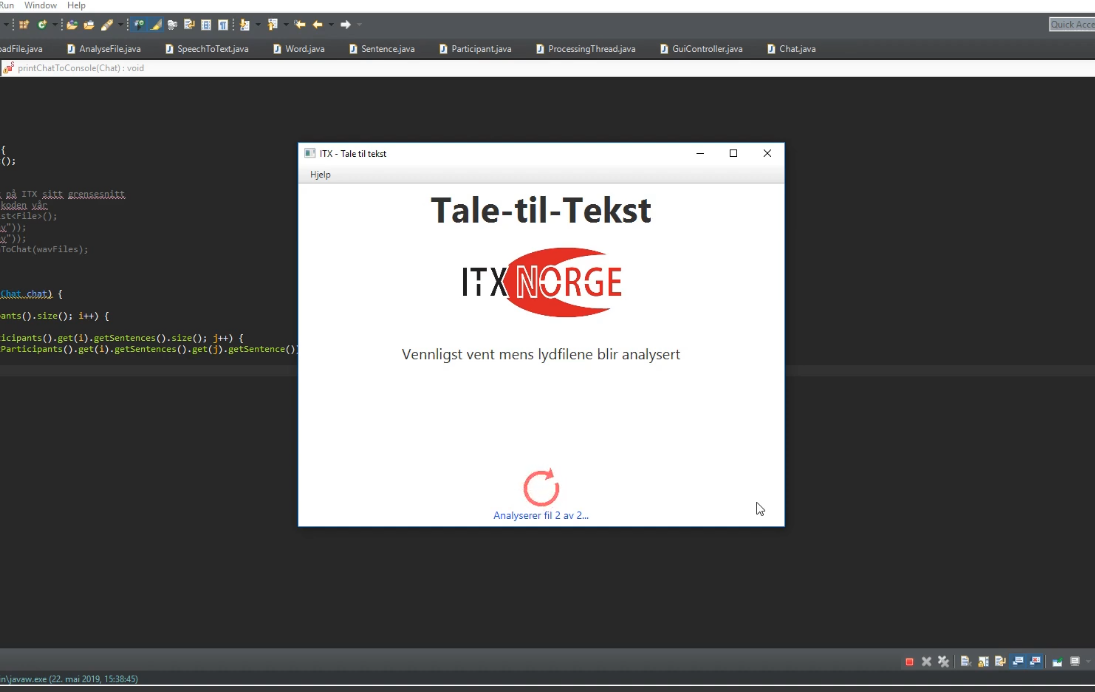 Run Window Help
Quick Acce
oadFile.java AnalyseFile.java SpeechToText.java Word.java Sentence.java Participant.java ProcessingThread.java GuiController.java Chat.java
printChatToConsole(Chat) : void
{
();
på ITX sitt grensesnitt
koden vår
st<File>();
y"));
y"));
ToChat(wavFiles);
Chat chat) {
pants().size(); i++) {
icipants().get(i).getSentences().size(); j++) {
Participants().get(i).getSentences().get(j).getSentence()
ITX - Tale til tekst
Hjelp
Tale-til-Tekst
ITX NORGE
Vennligst vent mens lydfilene blir analysert
Analyserer fil 2 av 2...
n\javaw.exe (22. mai 2019, 15:38:45)